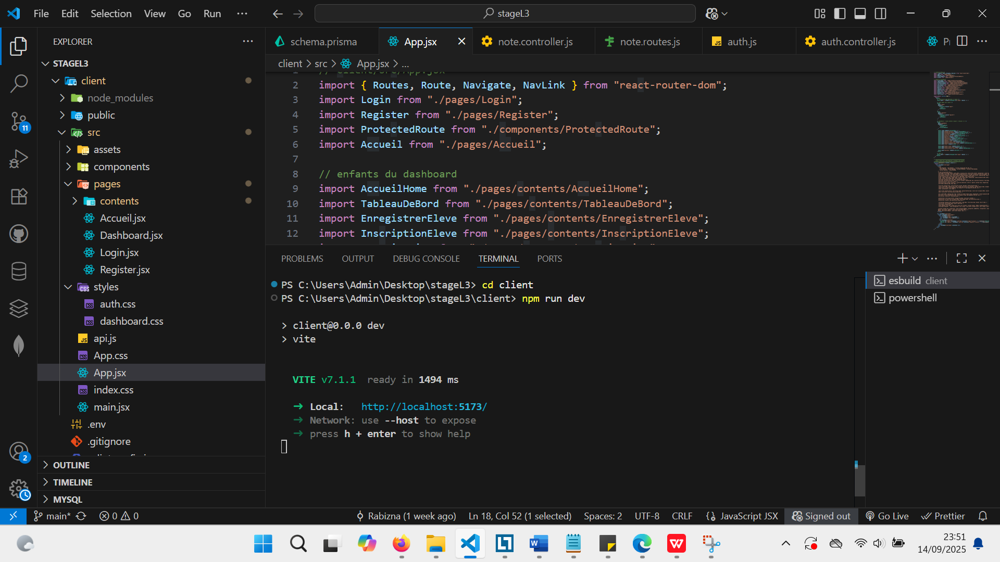 File Edit Selection View Go Run ···
stageL3
EXPLORER
STAGEL3
client
node_modules
public
src
assets
components
pages
contents
Accueil.jsx
Dashboard.jsx
Login.jsx
Register.jsx
styles
auth.css
dashboard.css
api.js
App.css
App.jsx
index.css
main.jsx
.env
.gitignore
OUTLINE
TIMELINE
MYSQL
11
2
schema.prisma App.jsx note.controller.js note.routes.js auth.js auth.controller.js
client > src > App.jsx > ...
1 // client/src/App.jsx
2 import { Routes, Route, Navigate, NavLink } from "react-router-dom";
3 import Login from "./pages/Login";
4 import Register from "./pages/Register";
5 import ProtectedRoute from "./components/ProtectedRoute";
6 import Accueil from "./pages/Accueil";
7
8 // enfants du dashboard
9 import AccueilHome from "./pages/contents/AccueilHome";
10 import TableauDeBord from "./pages/contents/TableauDeBord";
11 import EnregistrerEleve from "./pages/contents/EnregistrerEleve";
12 import InscriptionEleve from "./pages/contents/InscriptionEleve";
PROBLEMS OUTPUT DEBUG CONSOLE TERMINAL PORTS
PS C:\Users\Admin\Desktop\stageL3> cd client
PS C:\Users\Admin\Desktop\stageL3\client> npm run dev
> client@0.0.0 dev
> vite
VITE v7.1.1 ready in 1494 ms
➜ Local: http://localhost:5173/
➜ Network: use --host to expose
➜ press h + enter to show help
esbuild client
powershell
main* 0 0 Rabizna (1 week ago) Ln 18, Col 52 (1 selected) Spaces: 2 UTF-8 CRLF JavaScript JSX Signed out Go Live Prettier
23:51
14/09/2025